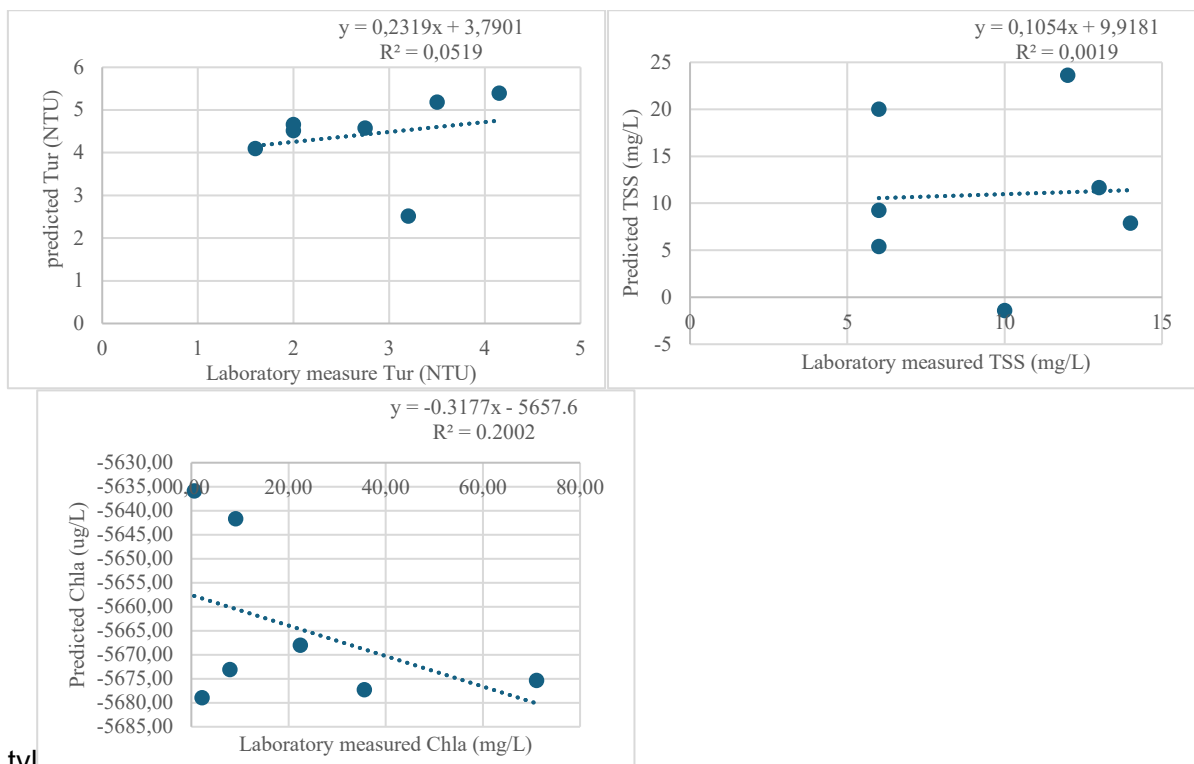 y = 0,2319x + 3,7901
R² = 0,0519
6
5
4
3
2
1
0
0 1 2 3 4 5
predicted Tur (NTU)
Laboratory measure Tur (NTU)
y = 0,1054x + 9,9181
R² = 0,0019
25
20
15
10
5
0
-5
0 5 10 15
Predicted TSS (mg/L)
Laboratory measured TSS (mg/L)
y = -0.3177x - 5657.6
R² = 0.2002
-5630,00
-5635,00
-5640,00
-5645,00
-5650,00
-5655,00
-5660,00
-5665,00
-5670,00
-5675,00
-5680,00
-5685,00
0,00 20,00 40,00 60,00 80,00
Predicted Chla (ug/L)
Laboratory measured Chla (mg/L)